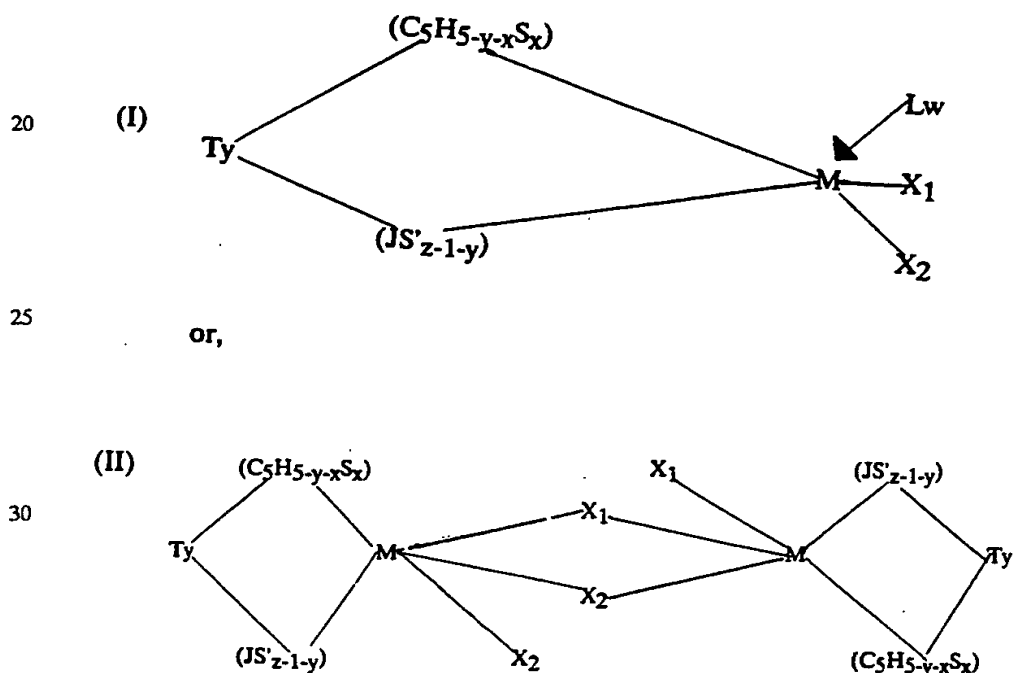 (C5H5-y-xSx)
20 (I) Lw
Ty M X1
(JS'z-1-y)
X2
25 or,
(II) (C5H5-y-xSx) X1 (JS'z-1-y)
30 X1
Ty M M Ty
X2
(JS'z-1-y) X2 (C5H5-y-xSx)